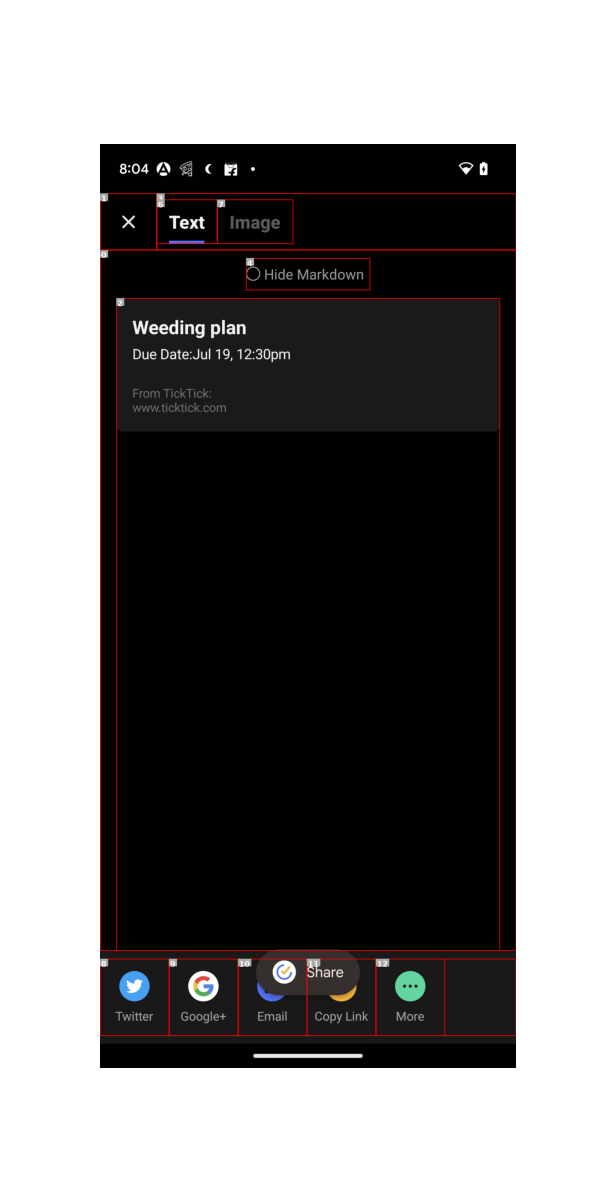 8:04
Text
Image
Hide Markdown
Weeding plan
Due Date:Jul 19, 12:30pm
From TickTick:
www.ticktick.com
Share
Twitter
Google+
Email
Copy Link
More
1
6
7
0
4
2
8
9
10
11
12